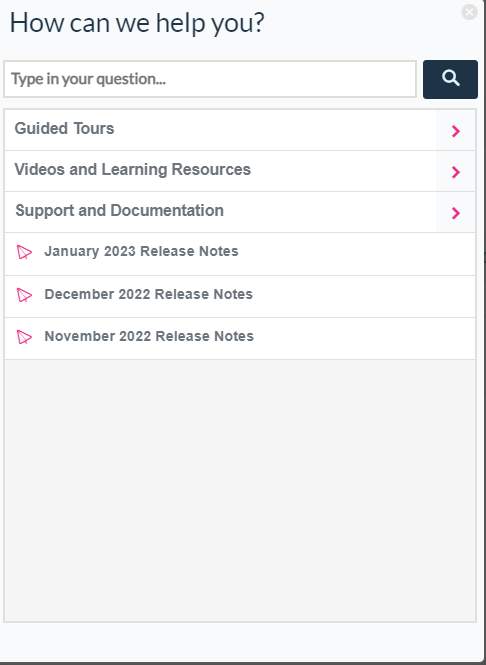 How can we help you?
Type in your question...
Guided Tours
Videos and Learning Resources
Support and Documentation
January 2023 Release Notes
December 2022 Release Notes
November 2022 Release Notes